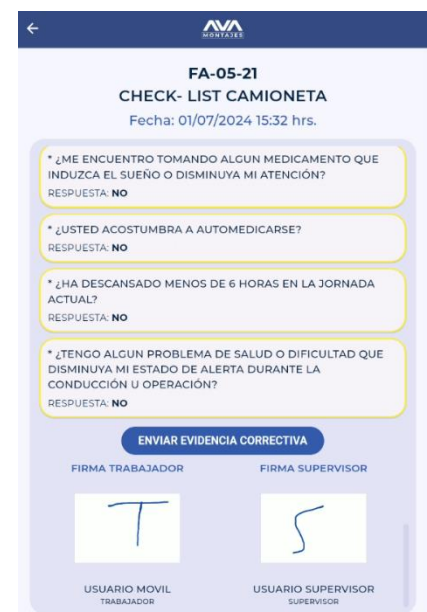 AVA
MONTAJES
FA-05-21
CHECK- LIST CAMIONETA
Fecha: 01/07/2024 15:32 hrs.
* ¿ME ENCUENTRO TOMANDO ALGUN MEDICAMENTO QUE
INDUZCA EL SUEÑO O DISMINUYA MI ATENCIÓN?
RESPUESTA: NO
* ¿USTED ACOSTUMBRA A AUTOMEDICARSE?
RESPUESTA: NO
* ¿HA DESCANSADO MENOS DE 6 HORAS EN LA JORNADA
ACTUAL?
RESPUESTA: NO
* ¿TENGO ALGUN PROBLEMA DE SALUD O DIFICULTAD QUE
DISMINUYA MI ESTADO DE ALERTA DURANTE LA
CONDUCCIÓN U OPERACIÓN?
RESPUESTA: NO
ENVIAR EVIDENCIA CORRECTIVA
FIRMA TRABAJADOR
FIRMA SUPERVISOR
T
S
USUARIO MOVIL
TRABAJADOR
USUARIO SUPERVISOR
SUPERVISOR